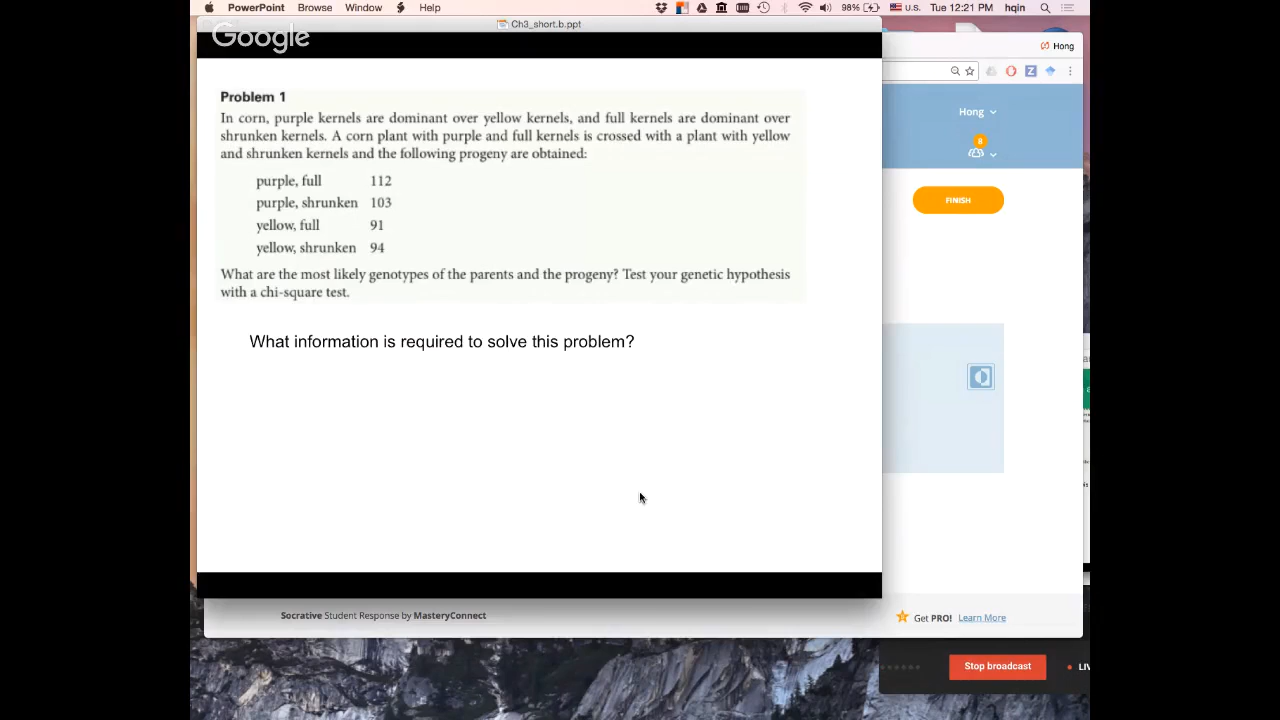 PowerPoint Browse Window Help 98% U.S. Tue 12:21 PM hqin
Ch3_short.b.ppt
Google
Hong
Problem 1
In corn, purple kernels are dominant over yellow kernels, and full kernels are dominant over
shrunken kernels. A corn plant with purple and full kernels is crossed with a plant with yellow
and shrunken kernels and the following progeny are obtained:
purple, full 112
purple, shrunken 103
yellow, full 91
yellow, shrunken 94
What are the most likely genotypes of the parents and the progeny? Test your genetic hypothesis
with a chi-square test.
What information is required to solve this problem?
Z
Hong
8
FINISH
Socrative Student Response by MasteryConnect
Get PRO! Learn More
Stop broadcast
LIV